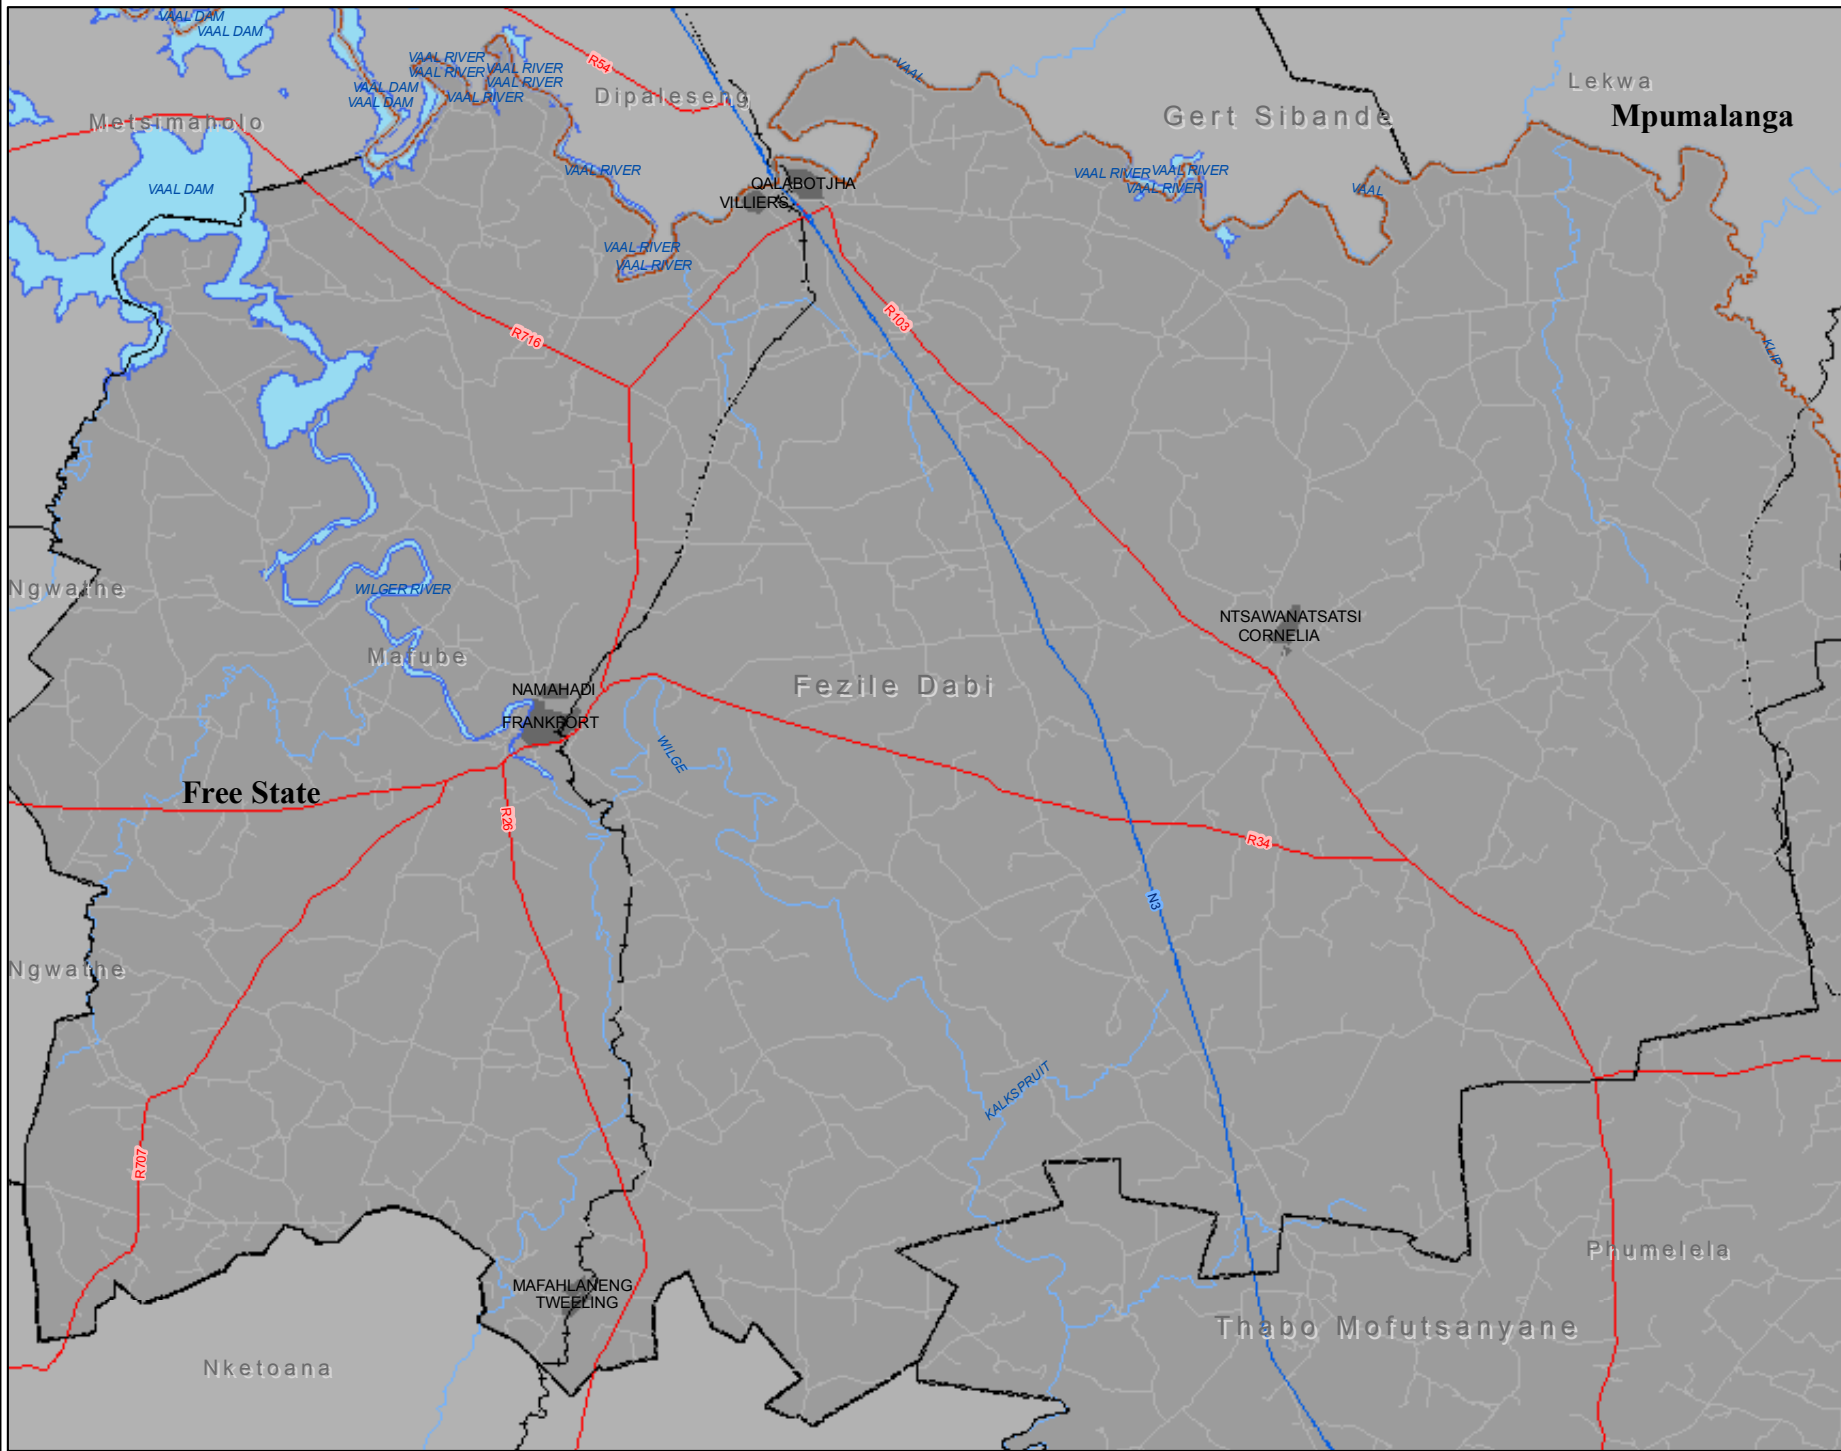 VAAL DAM
VAAL DAM
VAAL RIVER
VAAL RIVER
VAAL RIVER
VAAL RIVER
VAAL RIVER
VAAL DAM
VAAL DAM
R54
Dipaleseng
VAAL
Lekwa
Gert Sibande
Mpumalanga
Metsimaholo
VAAL DAM
VAAL RIVER
QALABOTJHA
VILLIERS
VAAL RIVER
VAAL RIVER
VAAL RIVER
VAAL
VAAL RIVER
VAAL RIVER
R716
R103
KLIP
Ngwathe
WILGER RIVER
NTSAWANATSATSI
CORNELIA
Mafube
Fezile Dabi
NAMAHADI
FRANKFORT
WILGE
Free State
R26
R34
N3
Ngwathe
KALKSPRUIT
R707
MAFAHLANENG
TWEELING
Phumelela
Thabo Mofutsanyane
Nketoana